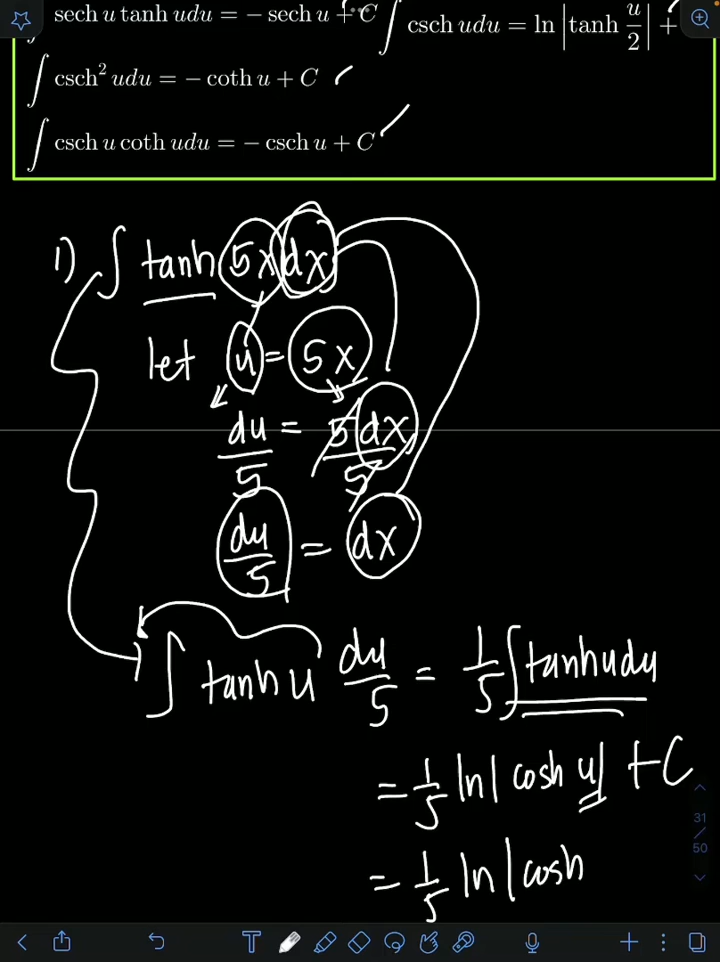 ∫ sech u tanh u du = − sech u + C
∫ csch u du = ln |tanh u/2| +
∫ csch² u du = − coth u + C
∫ csch u coth u du = − csch u + C
1) ∫ tanh 5x dx
let u = 5x
du/5 = 5dx/5
du/5 = dx
∫ tanh u du/5 = 1/5 ∫ tanh u du
= 1/5 ln|cosh u| + C
= 1/5 ln|cosh
31
/
50
T